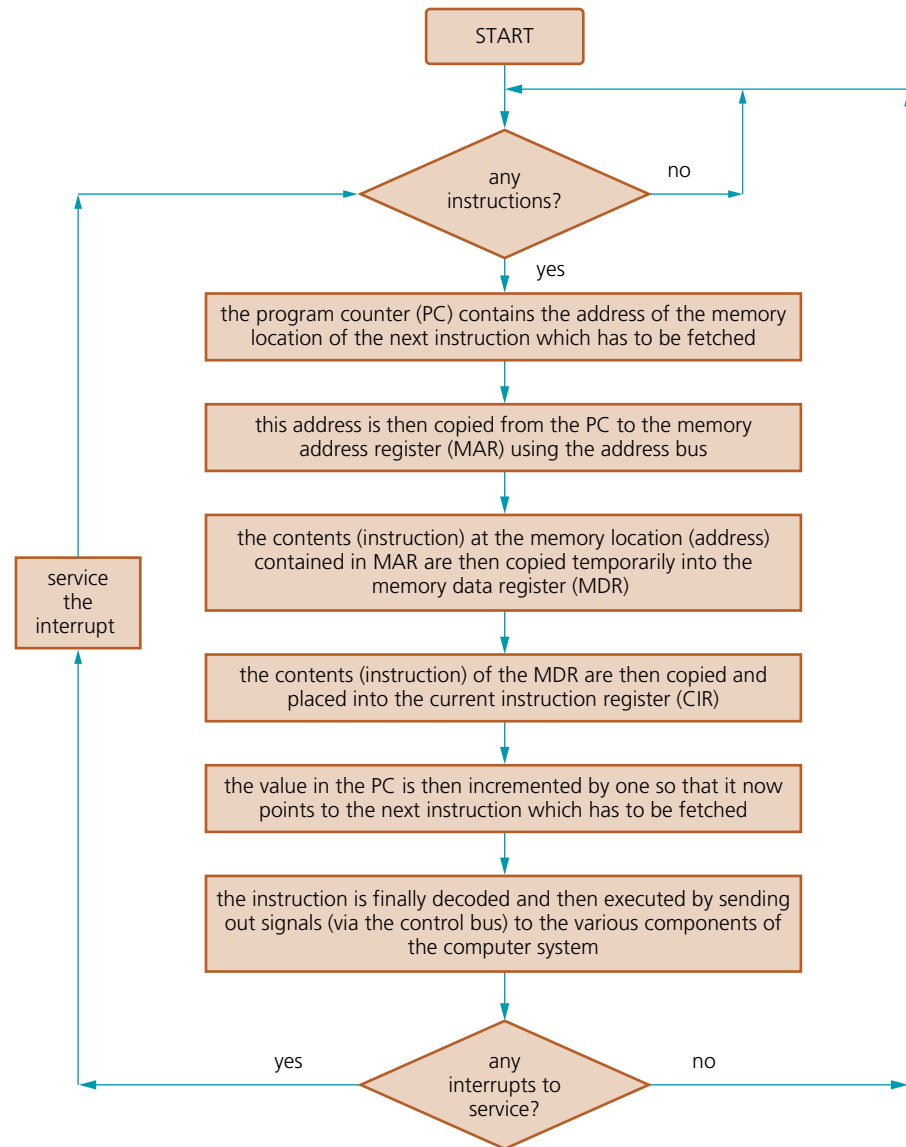 START
any
instructions?
no
yes
the program counter (PC) contains the address of the memory
location of the next instruction which has to be fetched
this address is then copied from the PC to the memory
address register (MAR) using the address bus
the contents (instruction) at the memory location (address)
contained in MAR are then copied temporarily into the
memory data register (MDR)
service
the
interrupt
the contents (instruction) of the MDR are then copied and
placed into the current instruction register (CIR)
the value in the PC is then incremented by one so that it now
points to the next instruction which has to be fetched
the instruction is finally decoded and then executed by sending
out signals (via the control bus) to the various components of
the computer system
yes
any
interrupts to
service?
no